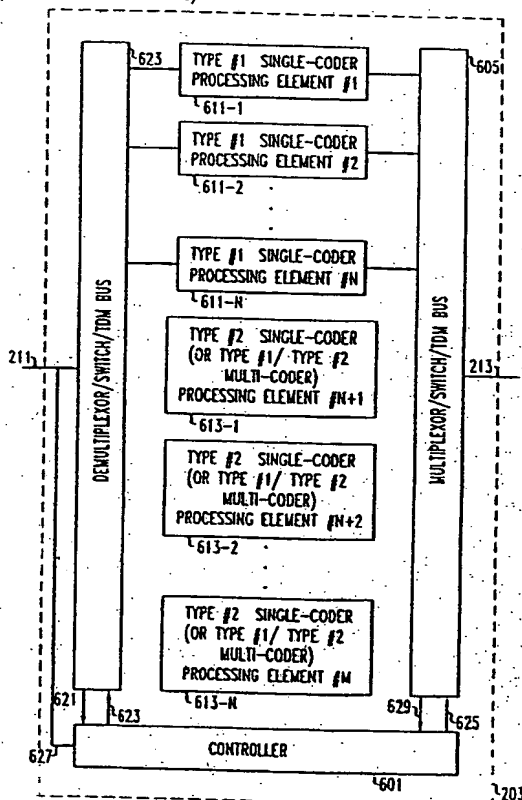 623
TYPE #1 SINGLE-CODER
PROCESSING ELEMENT #1
611-1
605
TYPE #1 SINGLE-CODER
PROCESSING ELEMENT #2
611-2
TYPE #1 SINGLE-CODER
PROCESSING ELEMENT #N
611-N
211
DEMULTIPLEXOR/SWITCH/TDM BUS
TYPE #2 SINGLE-CODER
(OR TYPE #1/ TYPE #2
MULTI-CODER)
PROCESSING ELEMENT #N+1
613-1
213
MULTIPLEXOR/SWITCH/TDM BUS
TYPE #2 SINGLE-CODER
(OR TYPE #1/ TYPE #2
MULTI-CODER)
PROCESSING ELEMENT #N+2
613-2
TYPE #2 SINGLE-CODER
(OR TYPE #1/ TYPE #2
MULTI-CODER)
PROCESSING ELEMENT #M
613-N
621
623
629
625
627
CONTROLLER
601
203